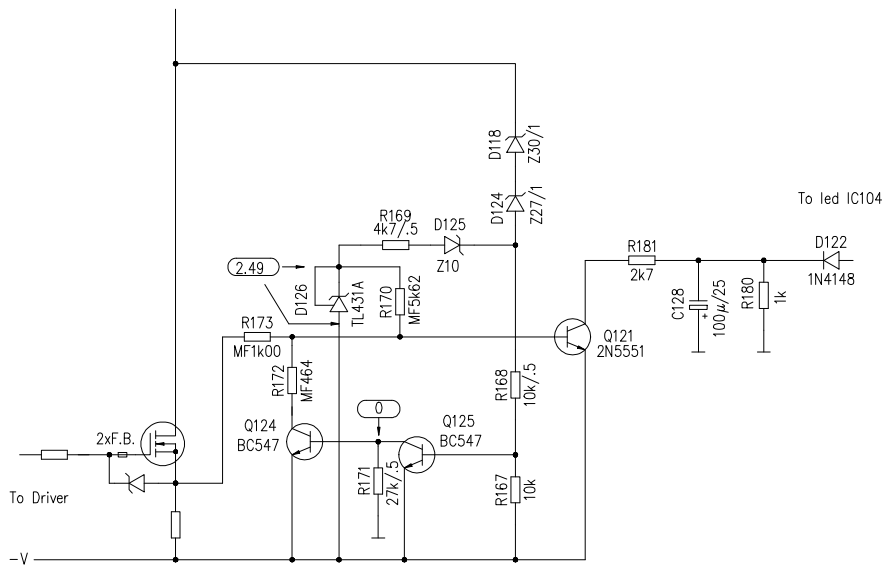 D118
Z30/1
D124
Z27/1
To led IC104
R169
4k7/.5
D125
Z10
R181
2k7
D122
1N4148
2.49
D126
TL431A
R170
MF5k62
C128
+
100µ/25
R180
1k
R173
MF1k00
Q121
2N5551
R172
MF464
R168
10k/.5
0
Q124
BC547
Q125
BC547
2xF.B.
R171
27k/.5
R167
10k
To Driver
-V